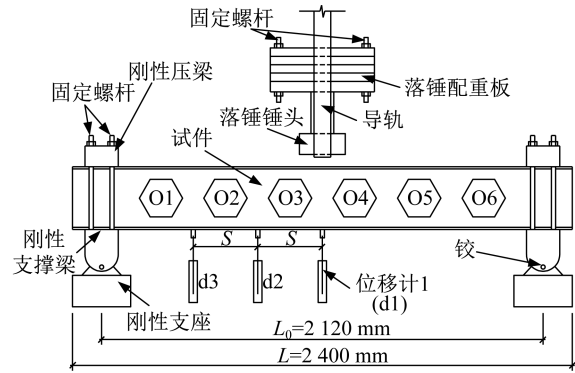 固定螺杆
刚性压梁
固定螺杆
落锤配重板
落锤锤头
导轨
试件
O1 O2 O3 O4 O5 O6
刚性
支撑梁
S S
铰
d3 d2 位移计1
(d1)
刚性支座
L₀=2 120 mm
L=2 400 mm